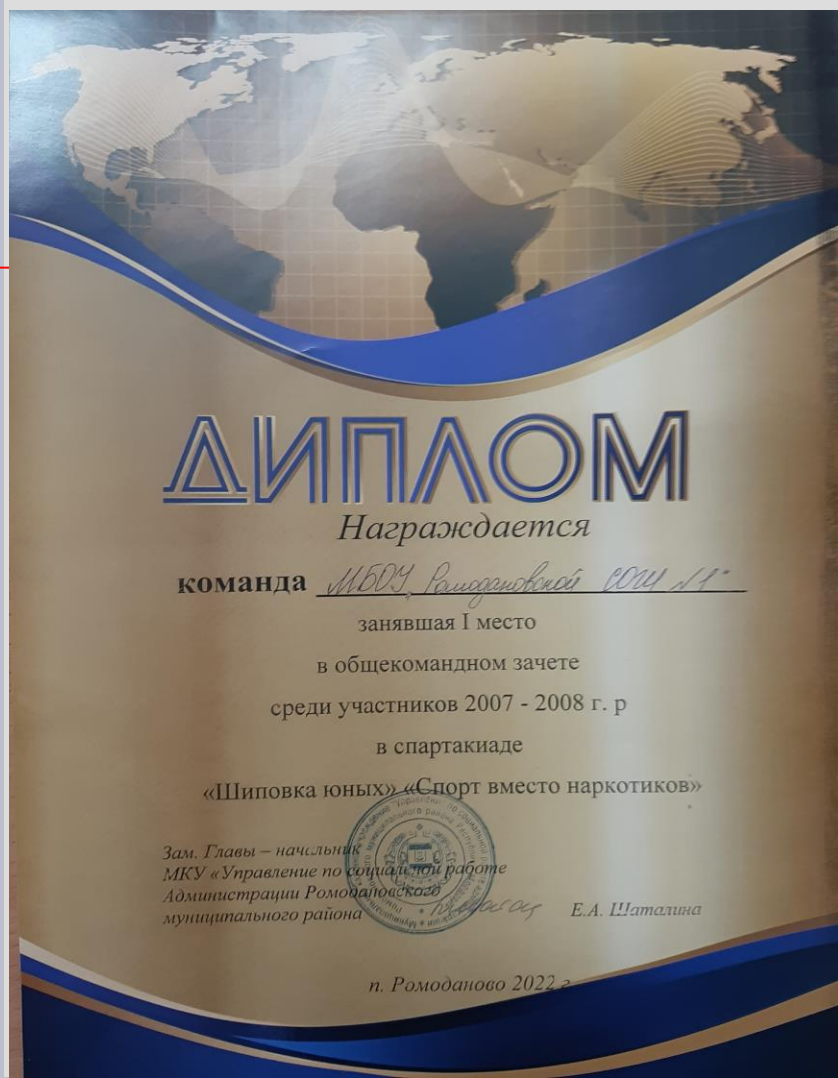 ДИПЛОМ
Награждается
команда МБОУ Ромодановской СОШ №1"
занявшая I место
в общекомандном зачете
среди участников 2007 - 2008 г. р
в спартакиаде
«Шиповка юных» «Спорт вместо наркотиков»
Зам. Главы – начальник
МКУ «Управление по социальной работе
Администрации Ромодановского
муниципального района Е.А. Шаталина
п. Ромоданово 2022 г